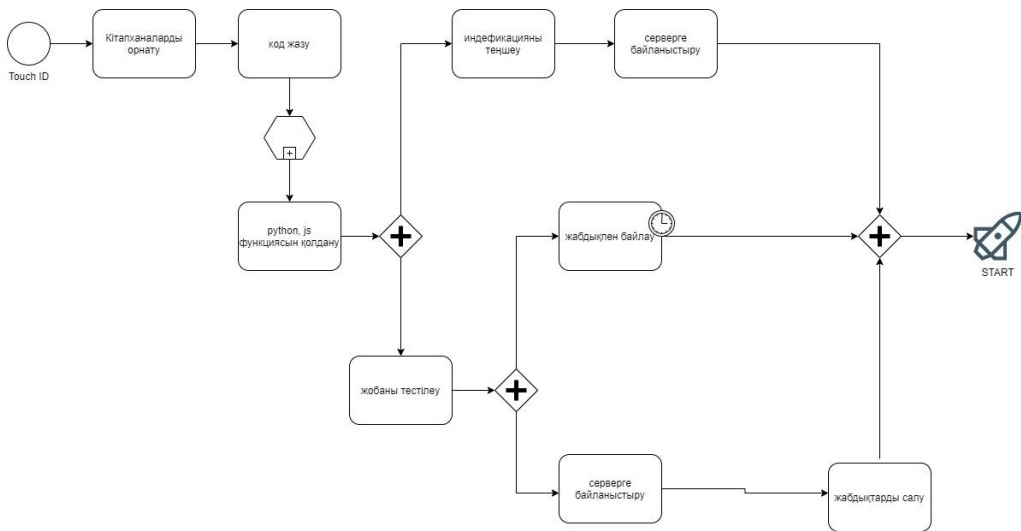 Touch ID
Кітапханаларды
орнату
код жазу
python, js
функциясын қолдану
индефикацияны
теңшеу
серверге
байланыстыру
жабдықпен байлау
жобаны тестілеу
серверге
байланыстыру
жабдықтарды салу
START